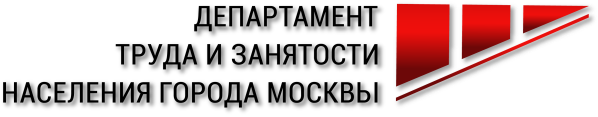 ДЕПАРТАМЕНТ
ТРУДА И ЗАНЯТОСТИ
НАСЕЛЕНИЯ ГОРОДА МОСКВЫ